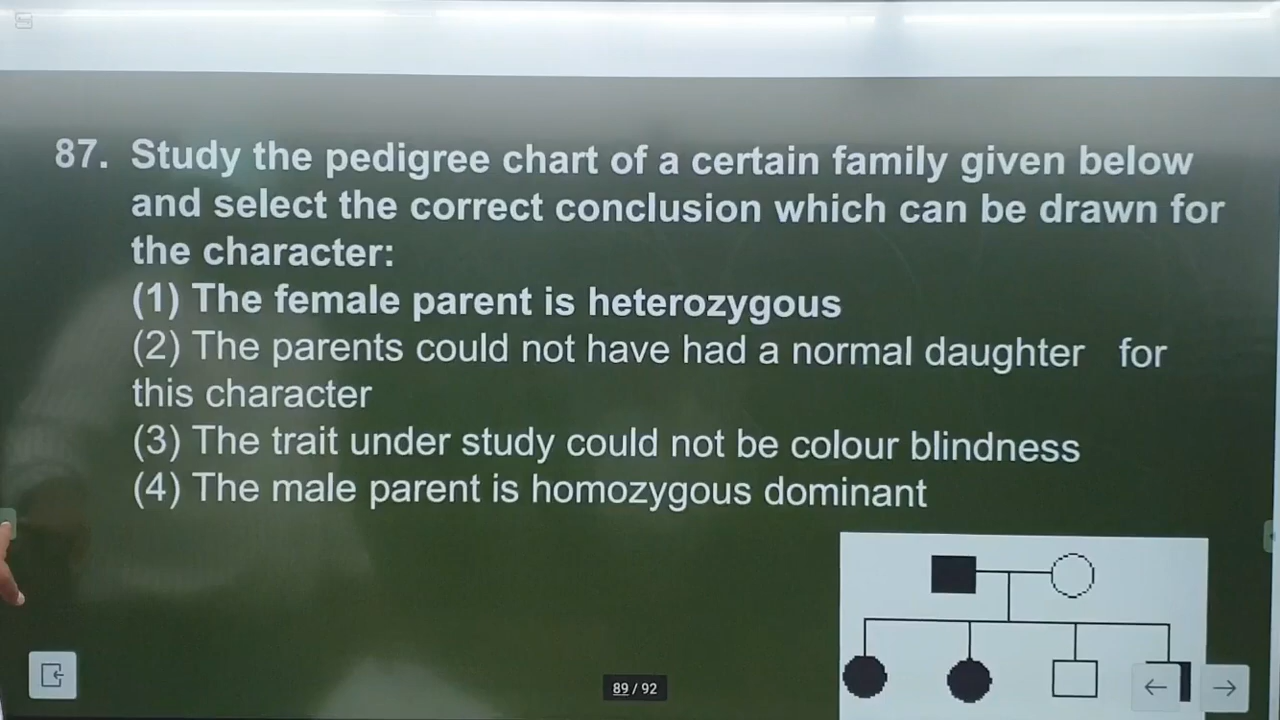 87. Study the pedigree chart of a certain family given below
and select the correct conclusion which can be drawn for
the character:
(1) The female parent is heterozygous
(2) The parents could not have had a normal daughter for
this character
(3) The trait under study could not be colour blindness
(4) The male parent is homozygous dominant
89 / 92